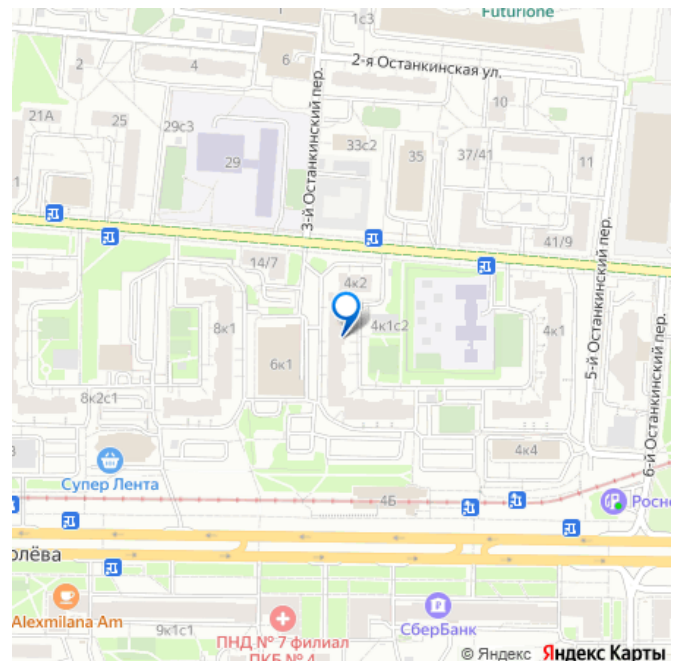 Futurione
1с3
2-я Останкинская ул.
6
2
4
3-й Останкинский пер.
10
21А
25
29с3
33с2
29
35
37/41
11
1
41/9
5-й Останкинский пер.
14/7
4к2
8к1
4к1с2
4к1
6к1
6-й Останкинский пер.
8к2с1
4к4
3
Супер Лента
4Б
Росне
олёва
Alexmilana Am
9к1с1
ПНД № 7 филиал
ПКБ № 4
СберБанк
© Яндекс Яндекс Карты